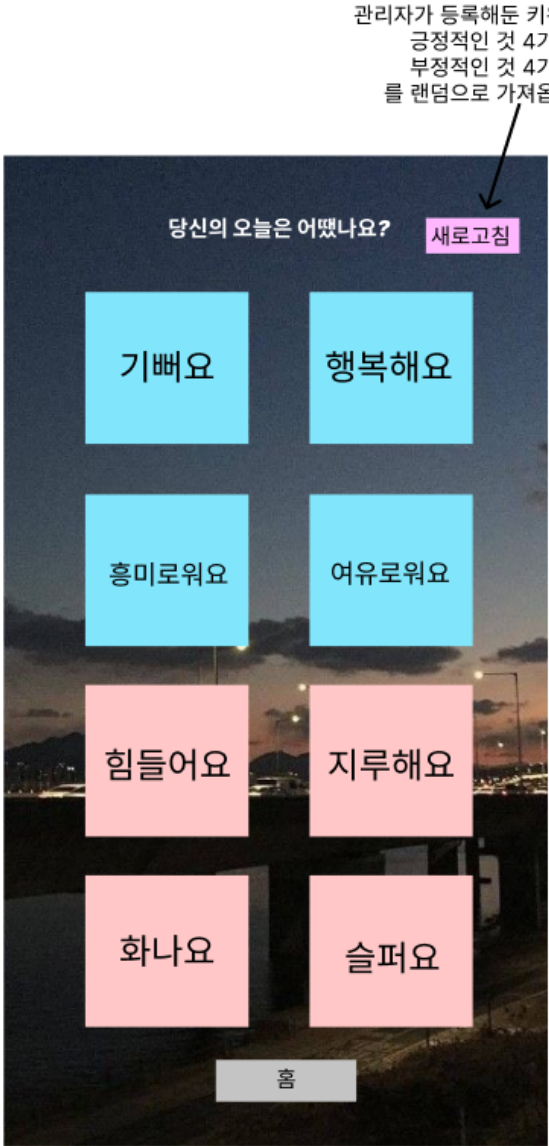 관리자가 등록해둔 키
긍정적인 것 4
부정적인 것 4
를 랜덤으로 가져옵
당신의 오늘은 어땠나요?
새로고침
기뻐요 행복해요
흥미로워요 여유로워요
힘들어요 지루해요
화나요 슬퍼요
홈